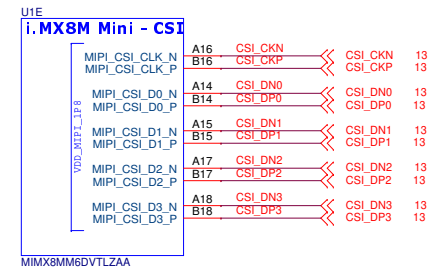 U1E
i.MX8M Mini - CSI
MIPI_CSI_CLK_N A16 CSI_CKN CSI_CKN 13
MIPI_CSI_CLK_P B16 CSI_CKP CSI_CKP 13
MIPI_CSI_D0_N A14 CSI_DN0 CSI_DN0 13
MIPI_CSI_D0_P B14 CSI_DP0 CSI_DP0 13
MIPI_CSI_D1_N A15 CSI_DN1 CSI_DN1 13
MIPI_CSI_D1_P B15 CSI_DP1 CSI_DP1 13
MIPI_CSI_D2_N A17 CSI_DN2 CSI_DN2 13
MIPI_CSI_D2_P B17 CSI_DP2 CSI_DP2 13
MIPI_CSI_D3_N A18 CSI_DN3 CSI_DN3 13
MIPI_CSI_D3_P B18 CSI_DP3 CSI_DP3 13
VDD_MIPI_1P8
MIMX8MM6DVTLZAA